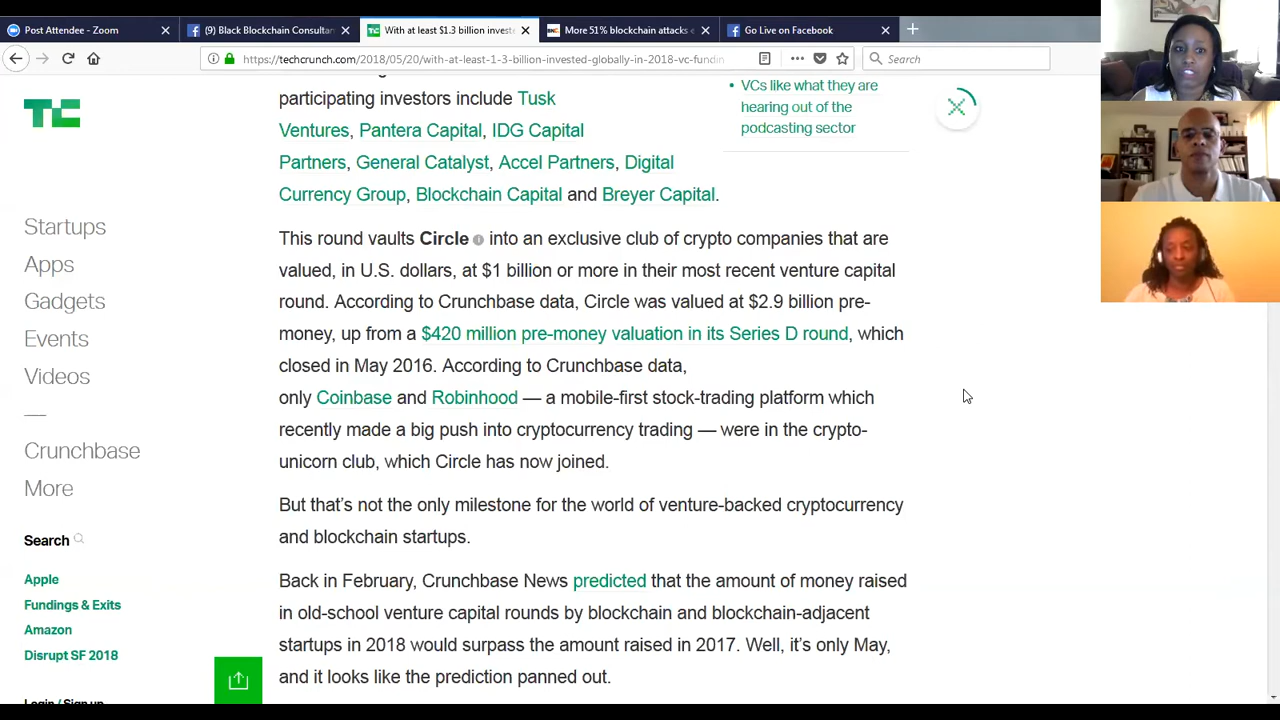 Post Attendee - Zoom
(9) Black Blockchain Consultan
With at least $1.3 billion invest
More 51% blockchain attacks e
Go Live on Facebook
https://techcrunch.com/2018/05/20/with-at-least-1-3-billion-invested-globally-in-2018-vc-fundin
Search
TC
Startups
Apps
Gadgets
Events
Videos
Crunchbase
More
Search
Apple
Fundings & Exits
Amazon
Disrupt SF 2018
Login / Sign up
participating investors include Tusk
Ventures, Pantera Capital, IDG Capital
Partners, General Catalyst, Accel Partners, Digital
Currency Group, Blockchain Capital and Breyer Capital.
This round vaults Circle into an exclusive club of crypto companies that are
valued, in U.S. dollars, at $1 billion or more in their most recent venture capital
round. According to Crunchbase data, Circle was valued at $2.9 billion pre-
money, up from a $420 million pre-money valuation in its Series D round, which
closed in May 2016. According to Crunchbase data,
only Coinbase and Robinhood — a mobile-first stock-trading platform which
recently made a big push into cryptocurrency trading — were in the crypto-
unicorn club, which Circle has now joined.
But that's not the only milestone for the world of venture-backed cryptocurrency
and blockchain startups.
Back in February, Crunchbase News predicted that the amount of money raised
in old-school venture capital rounds by blockchain and blockchain-adjacent
startups in 2018 would surpass the amount raised in 2017. Well, it's only May,
and it looks like the prediction panned out.
VCs like what they are
hearing out of the
podcasting sector